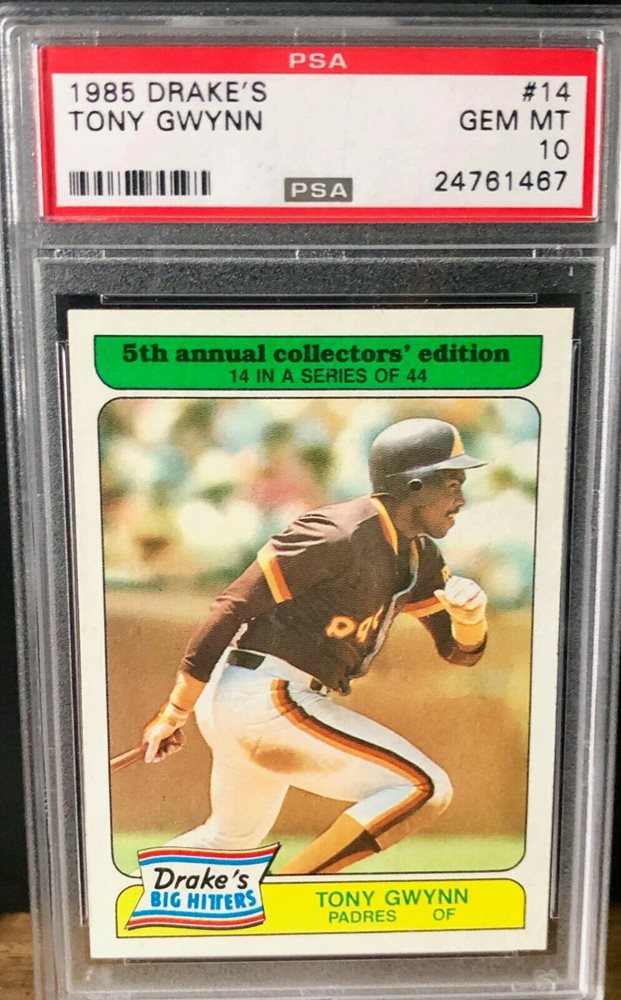 PSA
1985 DRAKE'S #14
TONY GWYNN GEM MT
10
PSA 24761467
5th annual collectors' edition
14 IN A SERIES OF 44
Pad
Drake's
BIG HITTERS
TONY GWYNN
PADRES OF